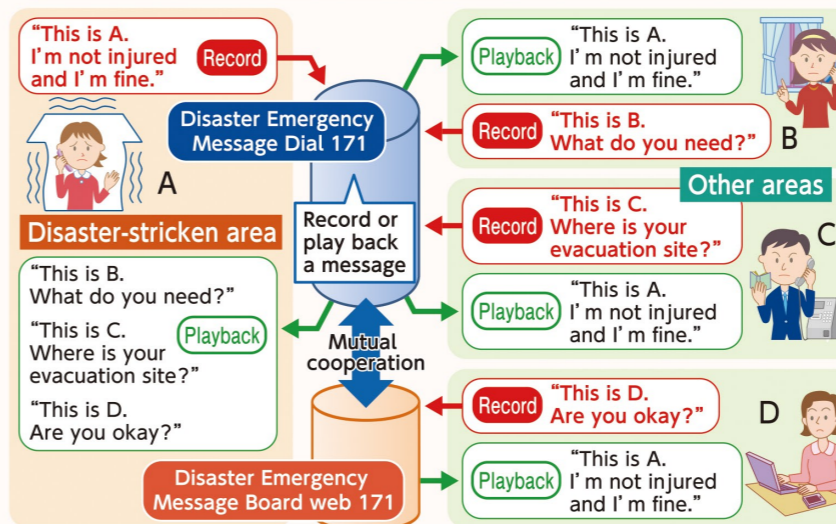 “This is A.
I’m not injured
and I’m fine.”
Record
A
Disaster-stricken area
“This is B.
What do you need?”
“This is C.
Where is your
evacuation site?”
“This is D.
Are you okay?”
Playback
Disaster Emergency
Message Dial 171
Record or
play back
a message
Mutual
cooperation
Disaster Emergency
Message Board web 171
Playback
“This is A.
I’m not injured
and I’m fine.”
Record
“This is B.
What do you need?”
B
Other areas
Record
“This is C.
Where is your
evacuation site?”
C
Playback
“This is A.
I’m not injured
and I’m fine.”
Record
“This is D.
Are you okay?”
D
Playback
“This is A.
I’m not injured
and I’m fine.”